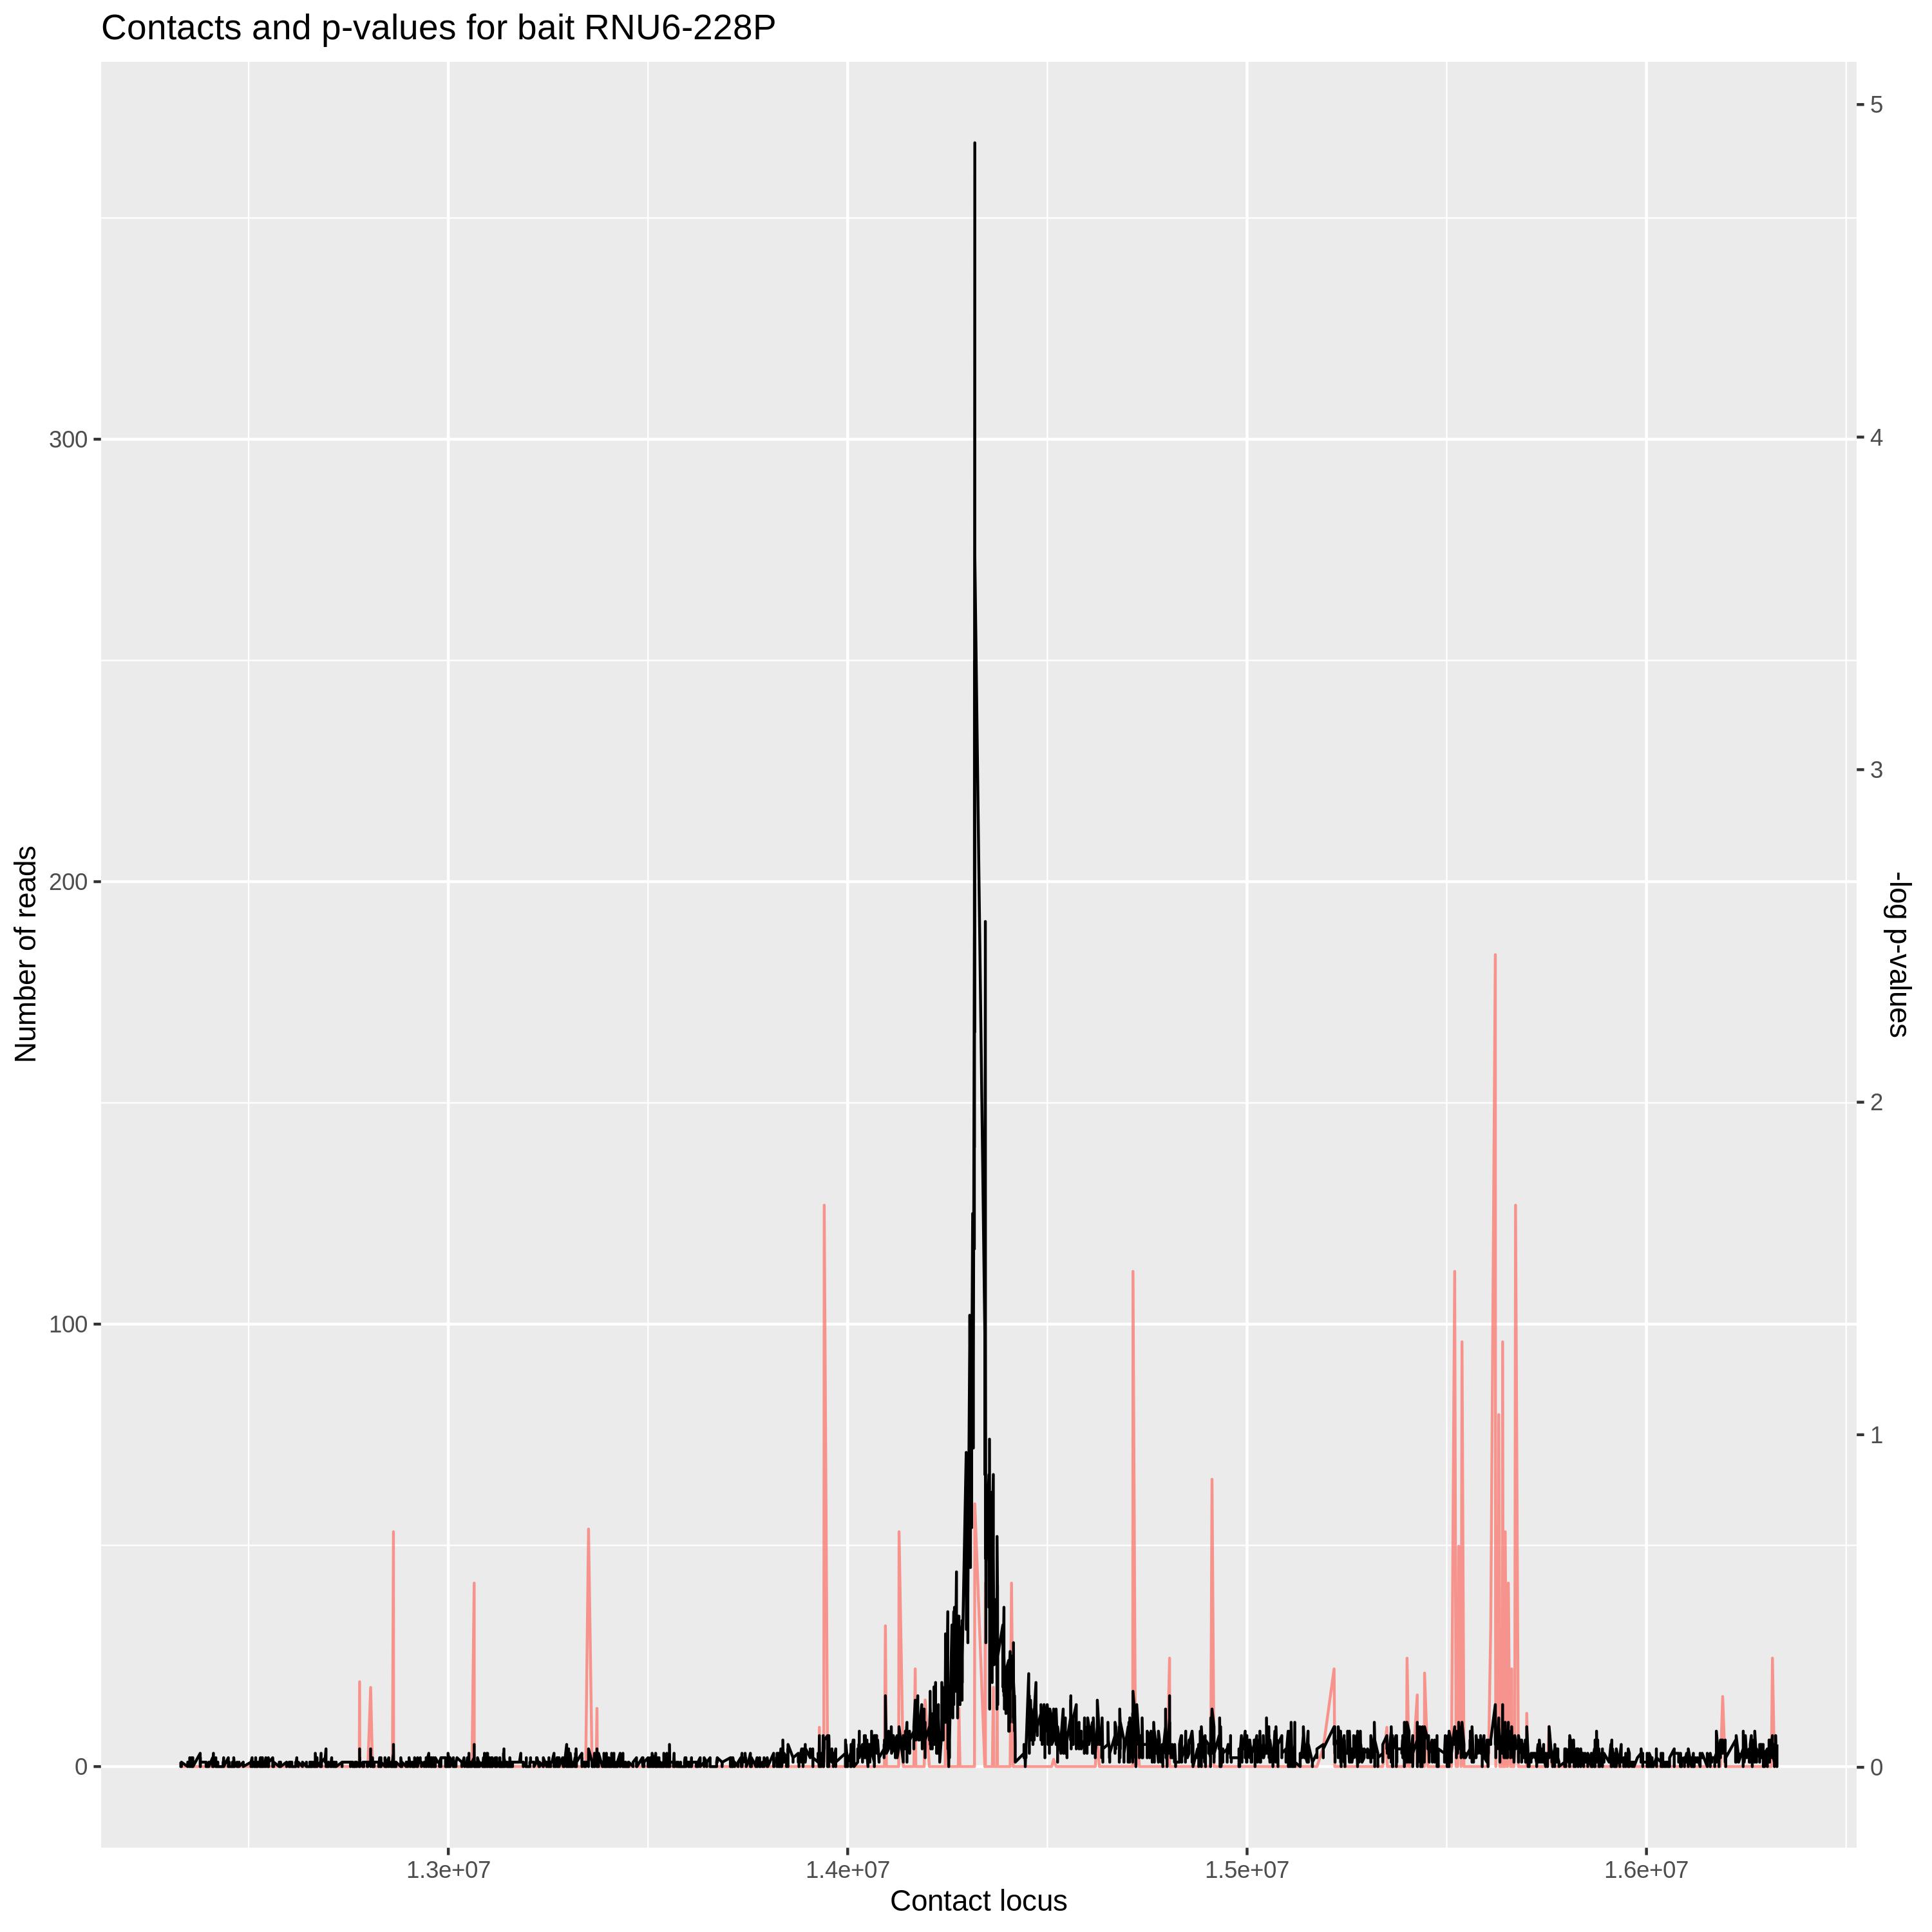 Contacts and p-values for bait RNU6-228P
Number of reads
300
200
100
0
5
4
3
2
1
0
-log p-values
1.3e+07 1.4e+07 1.5e+07 1.6e+07
Contact locus